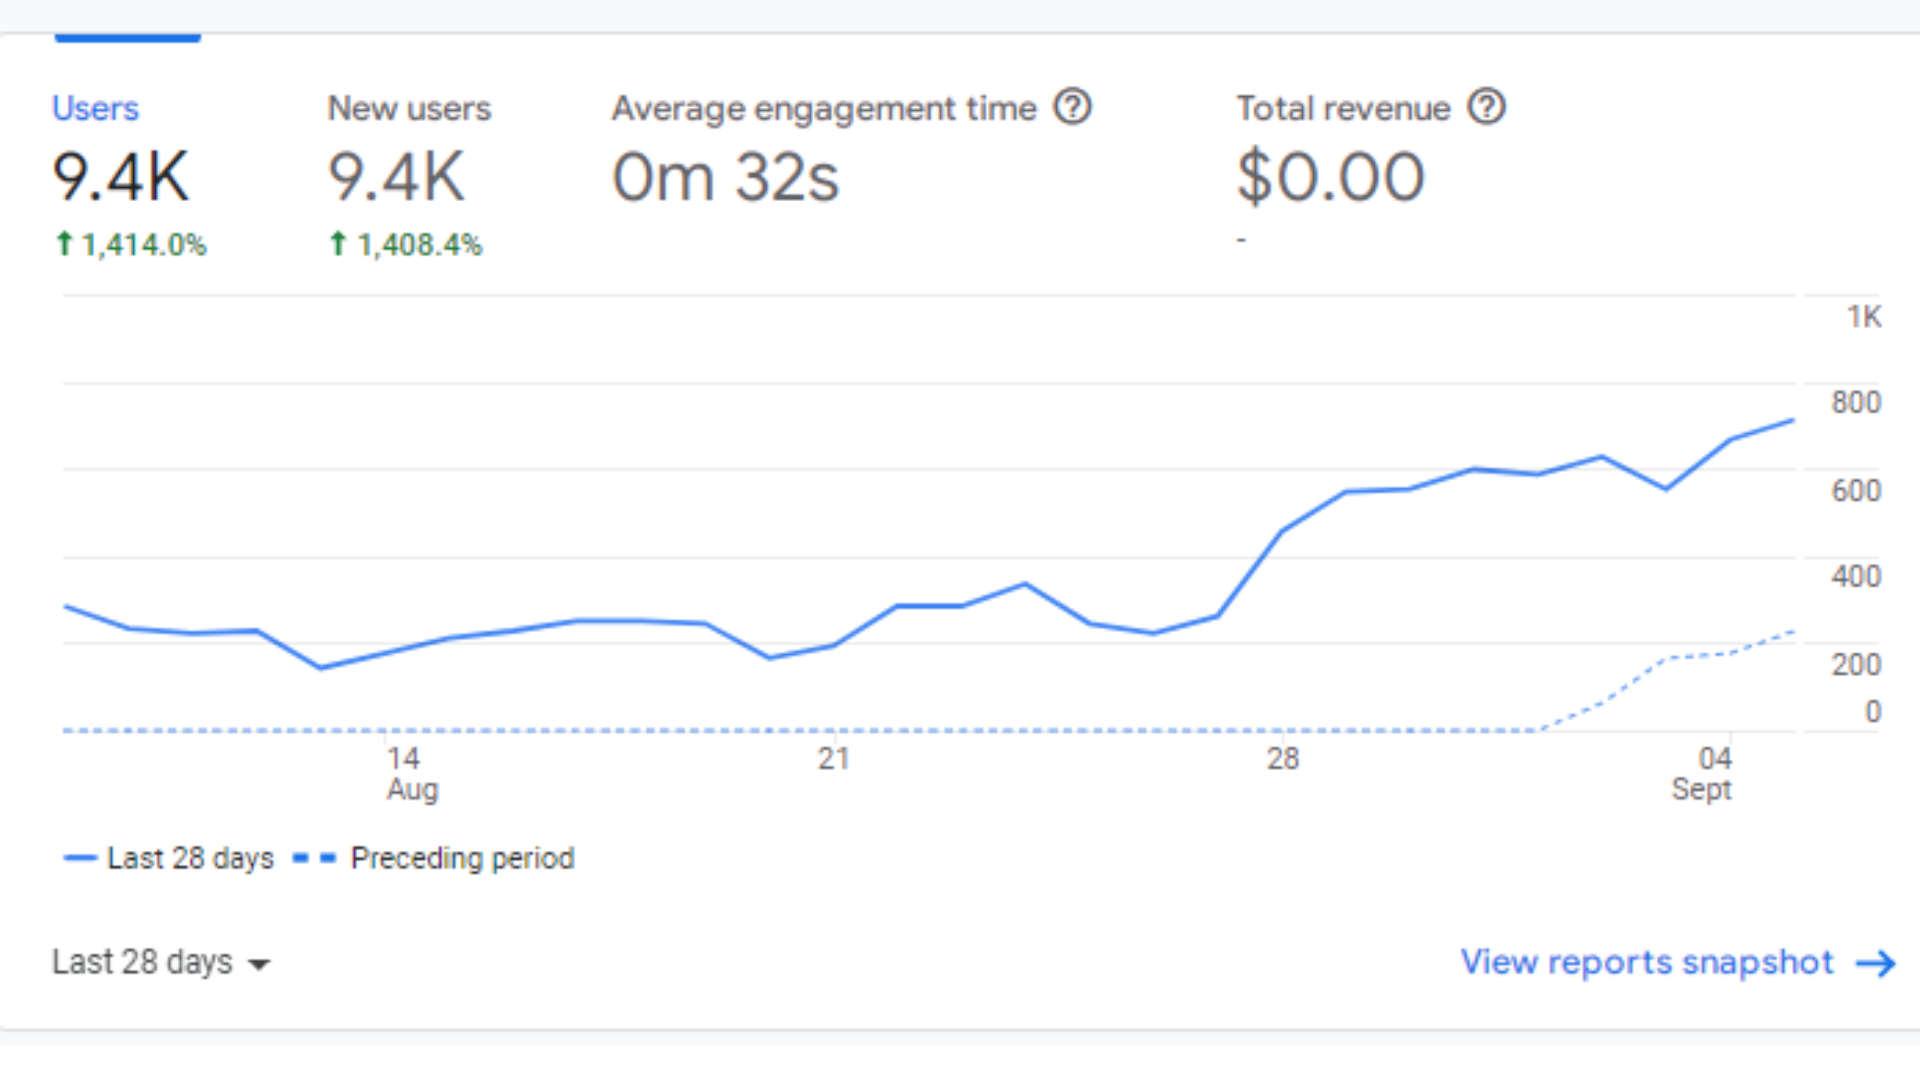 Users New users Average engagement time Total revenue
9.4K 9.4K 0m 32s $0.00
↑ 1,414.0% ↑ 1,408.4% -
1K
800
600
400
200
0
14 21 28 04
Aug Sept
Last 28 days Preceding period
Last 28 days View reports snapshot →